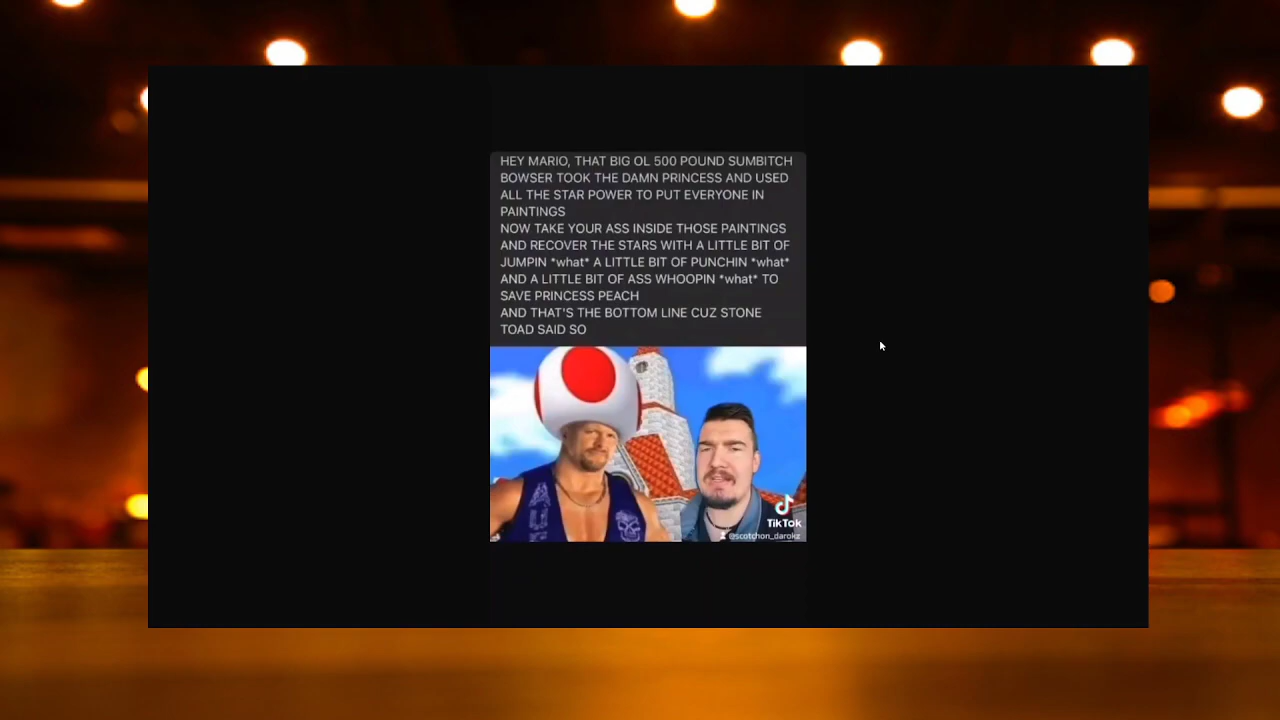 HEY MARIO, THAT BIG OL 500 POUND SUMBITCH
BOWSER TOOK THE DAMN PRINCESS AND USED
ALL THE STAR POWER TO PUT EVERYONE IN
PAINTINGS
NOW TAKE YOUR ASS INSIDE THOSE PAINTINGS
AND RECOVER THE STARS WITH A LITTLE BIT OF
JUMPIN *what* A LITTLE BIT OF PUNCHIN *what*
AND A LITTLE BIT OF ASS WHOOPIN *what* TO
SAVE PRINCESS PEACH
AND THAT'S THE BOTTOM LINE CUZ STONE
TOAD SAID SO
TikTok
@scotchon_darokz